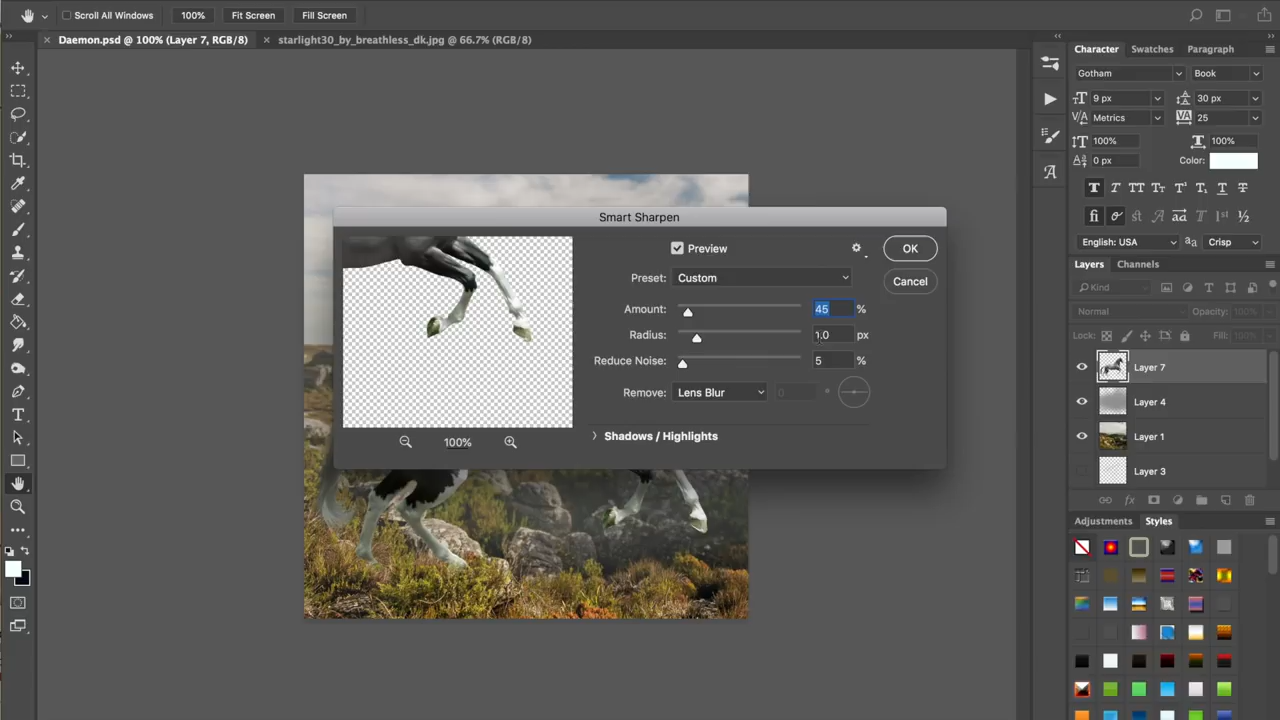 Scroll All Windows 100% Fit Screen Fill Screen
Daemon.psd @ 100% (Layer 7, RGB/8) starlight30_by_breathless_dk.jpg @ 66.7% (RGB/8)
Character Swatches Paragraph
Gotham Book
9 px 30 px
Metrics 25
100% 100%
0 px Color:
English: USA Crisp
Layers Channels
Kind
Normal Opacity: 100%
Lock: Fill: 100%
Layer 7
Layer 4
Layer 1
Layer 3
Adjustments Styles
Smart Sharpen
Preview OK
Preset: Custom Cancel
Amount: 45 %
Radius: 1.0 px
Reduce Noise: 5 %
Remove: Lens Blur 0 °
Shadows / Highlights
100%